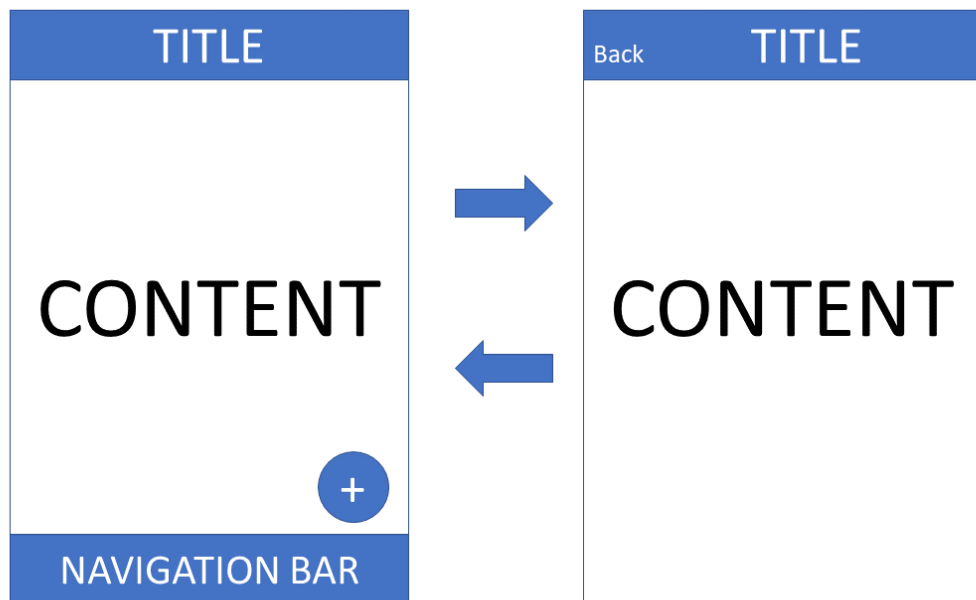 TITLE
CONTENT
+
NAVIGATION BAR
Back
TITLE
CONTENT